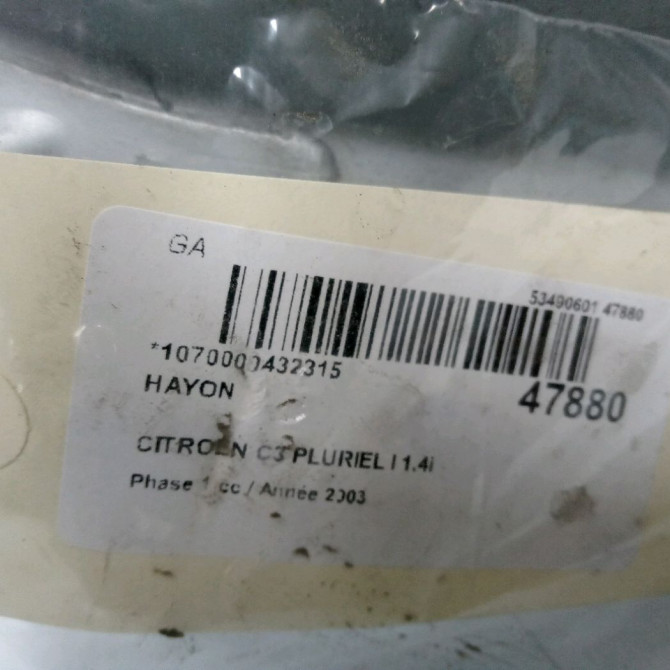 GA
53490601 47880
*1070000432315
HAYON
47880
CITROEN C3 PLURIEL I 1.4i
Phase 1 cc / Année 2003